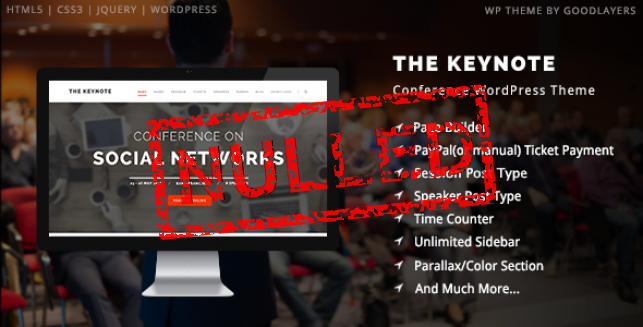 HTML5 | CSS3 | JQUERY | WORDPRESS
WP THEME BY GOODLAYERS
THE KEYNOTE
Conference WordPress Theme
Page Builder
PayPal(or manual) Ticket Payment
Session Post Type
Speaker Post Type
Time Counter
Unlimited Sidebar
Parallax/Color Section
And Much More...
THE KEYNOTE
CONFERENCE ON
SOCIAL NETWORKS
NULLED